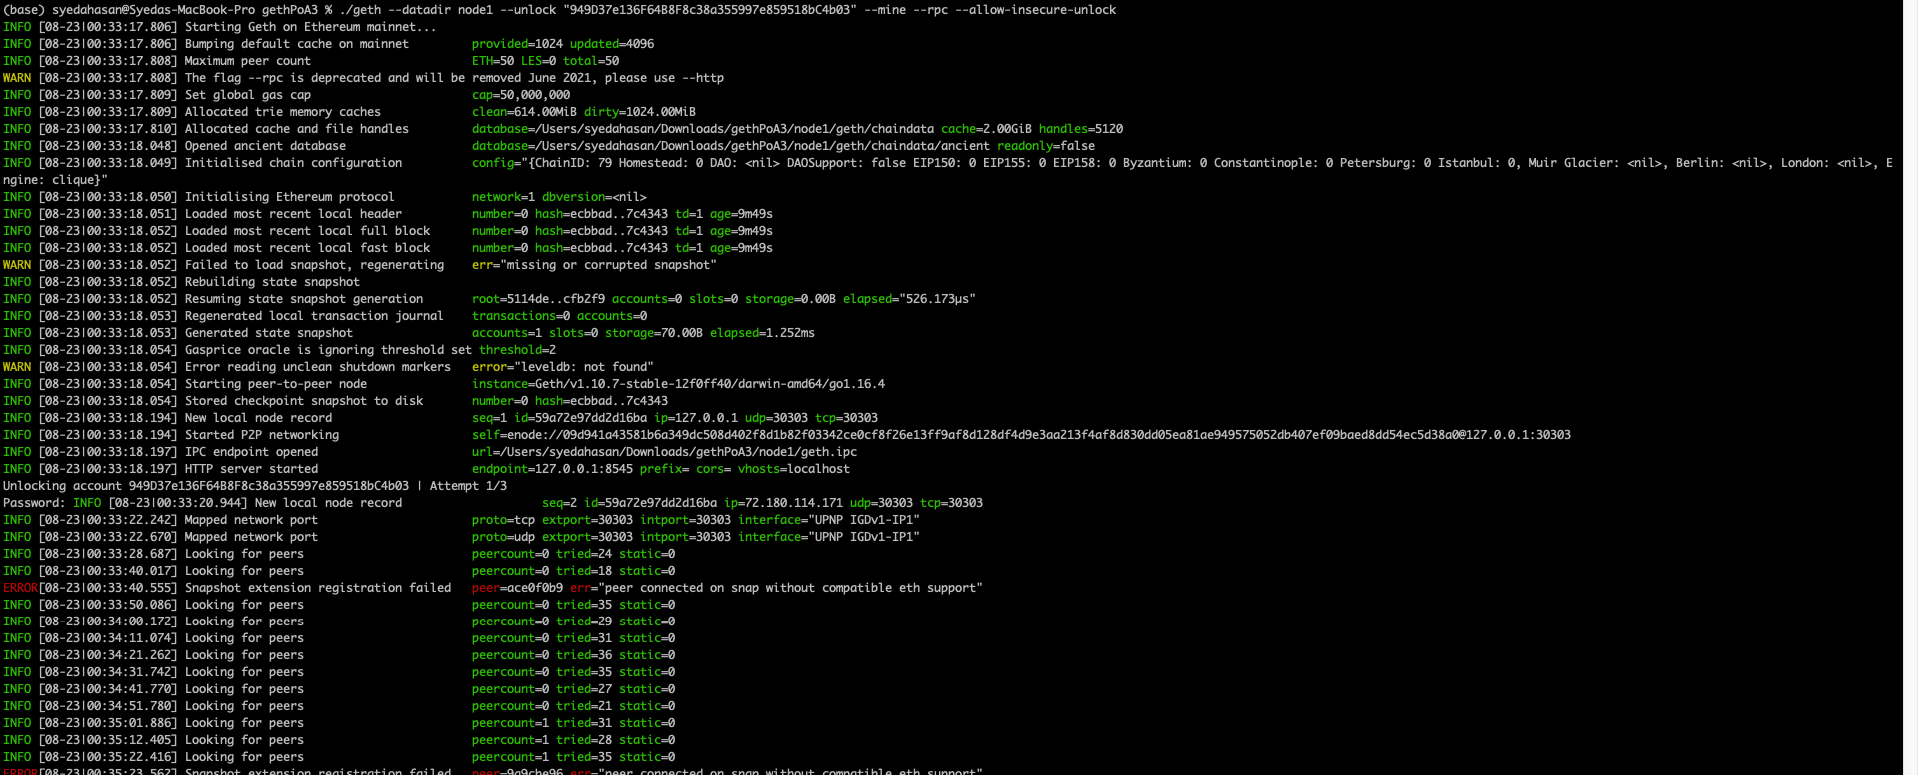 (base) syedahasan@Syedas-MacBook-Pro gethPoA3 % ./geth --datadir node1 --unlock "949D37e136F64B8F8c38a355997e859518bC4b03" --mine --rpc --allow-insecure-unlock
INFO [08-23|00:33:17.806] Starting Geth on Ethereum mainnet...
INFO [08-23|00:33:17.806] Bumping default cache on mainnet provided=1024 updated=4096
INFO [08-23|00:33:17.808] Maximum peer count ETH=50 LES=0 total=50
WARN [08-23|00:33:17.808] The flag --rpc is deprecated and will be removed June 2021, please use --http
INFO [08-23|00:33:17.809] Set global gas cap cap=50,000,000
INFO [08-23|00:33:17.809] Allocated trie memory caches clean=614.00MiB dirty=1024.00MiB
INFO [08-23|00:33:17.810] Allocated cache and file handles database=/Users/syedahasan/Downloads/gethPoA3/node1/geth/chaindata cache=2.00GiB handles=5120
INFO [08-23|00:33:18.048] Opened ancient database database=/Users/syedahasan/Downloads/gethPoA3/node1/geth/chaindata/ancient readonly=false
INFO [08-23|00:33:18.049] Initialised chain configuration config="{ChainID: 79 Homestead: 0 DAO: <nil> DAOSupport: false EIP150: 0 EIP155: 0 EIP158: 0 Byzantium: 0 Constantinople: 0 Petersburg: 0 Istanbul: 0, Muir Glacier: <nil>, Berlin: <nil>, London: <nil>, E
ngine: clique}"
INFO [08-23|00:33:18.050] Initialising Ethereum protocol network=1 dbversion=<nil>
INFO [08-23|00:33:18.051] Loaded most recent local header number=0 hash=ecbbad..7c4343 td=1 age=9m49s
INFO [08-23|00:33:18.052] Loaded most recent local full block number=0 hash=ecbbad..7c4343 td=1 age=9m49s
INFO [08-23|00:33:18.052] Loaded most recent local fast block number=0 hash=ecbbad..7c4343 td=1 age=9m49s
WARN [08-23|00:33:18.052] Failed to load snapshot, regenerating err="missing or corrupted snapshot"
INFO [08-23|00:33:18.052] Rebuilding state snapshot
INFO [08-23|00:33:18.052] Resuming state snapshot generation root=5114de..cfb2f9 accounts=0 slots=0 storage=0.00B elapsed="526.173µs"
INFO [08-23|00:33:18.053] Regenerated local transaction journal transactions=0 accounts=0
INFO [08-23|00:33:18.053] Generated state snapshot accounts=1 slots=0 storage=70.00B elapsed=1.252ms
INFO [08-23|00:33:18.054] Gasprice oracle is ignoring threshold set threshold=2
WARN [08-23|00:33:18.054] Error reading unclean shutdown markers error="leveldb: not found"
INFO [08-23|00:33:18.054] Starting peer-to-peer node instance=Geth/v1.10.7-stable-12f0ff40/darwin-amd64/go1.16.4
INFO [08-23|00:33:18.054] Stored checkpoint snapshot to disk number=0 hash=ecbbad..7c4343
INFO [08-23|00:33:18.194] New local node record seq=1 id=59a72e97dd2d16ba ip=127.0.0.1 udp=30303 tcp=30303
INFO [08-23|00:33:18.194] Started P2P networking self=enode://09d941a43581b6a349dc508d402f8d1b82f03342ce0cf8f26e13ff9af8d128df4d9e3aa213f4af8d830dd05ea81ae949575052db407ef09baed8dd54ec5d38a0@127.0.0.1:30303
INFO [08-23|00:33:18.197] IPC endpoint opened url=/Users/syedahasan/Downloads/gethPoA3/node1/geth.ipc
INFO [08-23|00:33:18.197] HTTP server started endpoint=127.0.0.1:8545 prefix= cors= vhosts=localhost
Unlocking account 949D37e136F64B8F8c38a355997e859518bC4b03 | Attempt 1/3
Password: INFO [08-23|00:33:20.944] New local node record seq=2 id=59a72e97dd2d16ba ip=72.180.114.171 udp=30303 tcp=30303
INFO [08-23|00:33:22.242] Mapped network port proto=tcp extport=30303 intport=30303 interface="UPNP IGDv1-IP1"
INFO [08-23|00:33:22.670] Mapped network port proto=udp extport=30303 intport=30303 interface="UPNP IGDv1-IP1"
INFO [08-23|00:33:28.687] Looking for peers peercount=0 tried=24 static=0
INFO [08-23|00:33:40.017] Looking for peers peercount=0 tried=18 static=0
ERROR[08-23|00:33:40.555] Snapshot extension registration failed peer=ace0f0b9 err="peer connected on snap without compatible eth support"
INFO [08-23|00:33:50.086] Looking for peers peercount=0 tried=35 static=0
INFO [08-23|00:34:00.172] Looking for peers peercount=0 tried=29 static=0
INFO [08-23|00:34:11.074] Looking for peers peercount=0 tried=31 static=0
INFO [08-23|00:34:21.262] Looking for peers peercount=0 tried=36 static=0
INFO [08-23|00:34:31.742] Looking for peers peercount=0 tried=35 static=0
INFO [08-23|00:34:41.770] Looking for peers peercount=0 tried=27 static=0
INFO [08-23|00:34:51.780] Looking for peers peercount=0 tried=21 static=0
INFO [08-23|00:35:01.886] Looking for peers peercount=1 tried=31 static=0
INFO [08-23|00:35:12.405] Looking for peers peercount=1 tried=28 static=0
INFO [08-23|00:35:22.416] Looking for peers peercount=1 tried=35 static=0
ERROR[08-23|00:35:23.562] Snapshot extension registration failed err="peer connected on snap without compatible eth support"